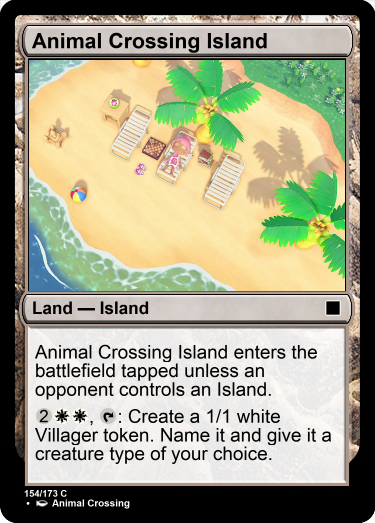 Animal Crossing Island
Land — Island
Animal Crossing Island enters the
battlefield tapped unless an
opponent controls an Island.
2, : Create a 1/1 white
Villager token. Name it and give it a
creature type of your choice.
154/173 C
• Animal Crossing